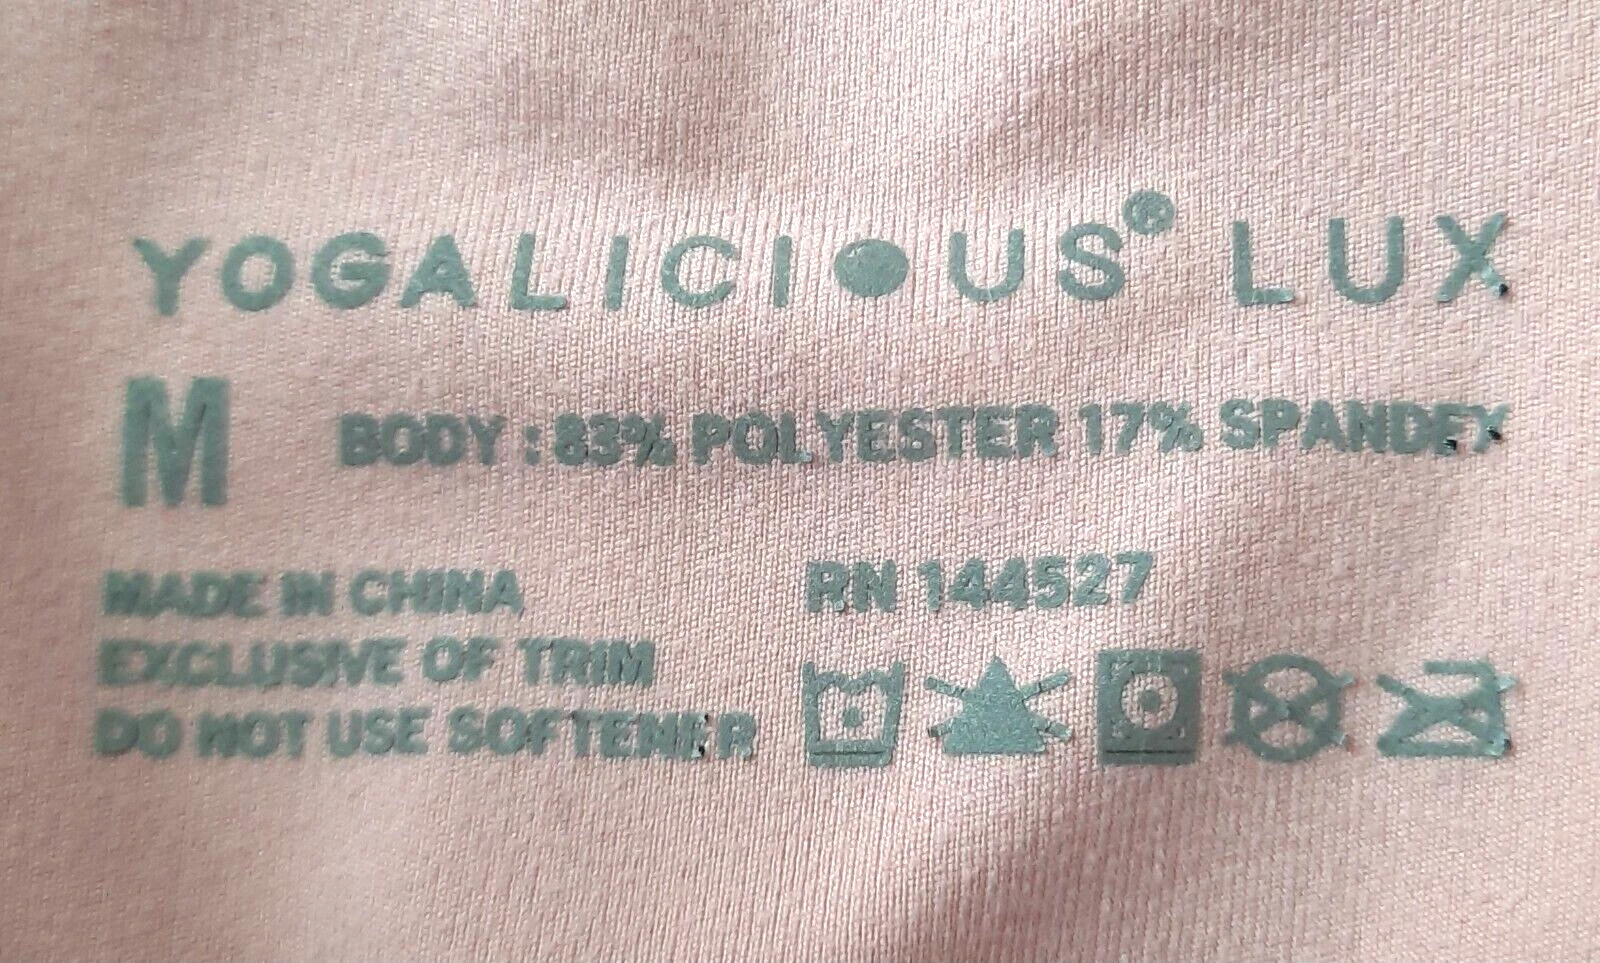 YOGALICIOUS® LUX
M BODY : 83% POLYESTER 17% SPANDEX
MADE IN CHINA
RN 144527
EXCLUSIVE OF TRIM
DO NOT USE SOFTENER